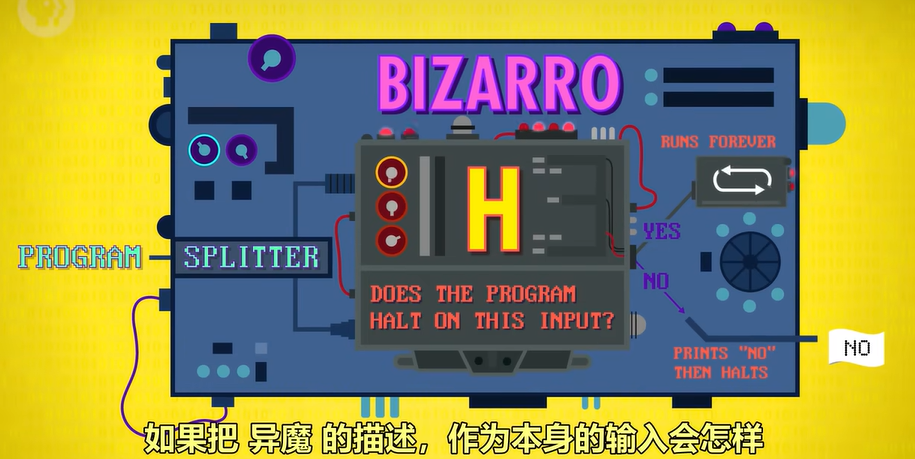 BIZARRO
RUNS FOREVER
H
YES
PROGRAM
SPLITTER
NO
DOES THE PROGRAM
HALT ON THIS INPUT?
NO
PRINTS "NO"
THEN HALTS
如果把 异魔 的描述，作为本身的输入会怎样